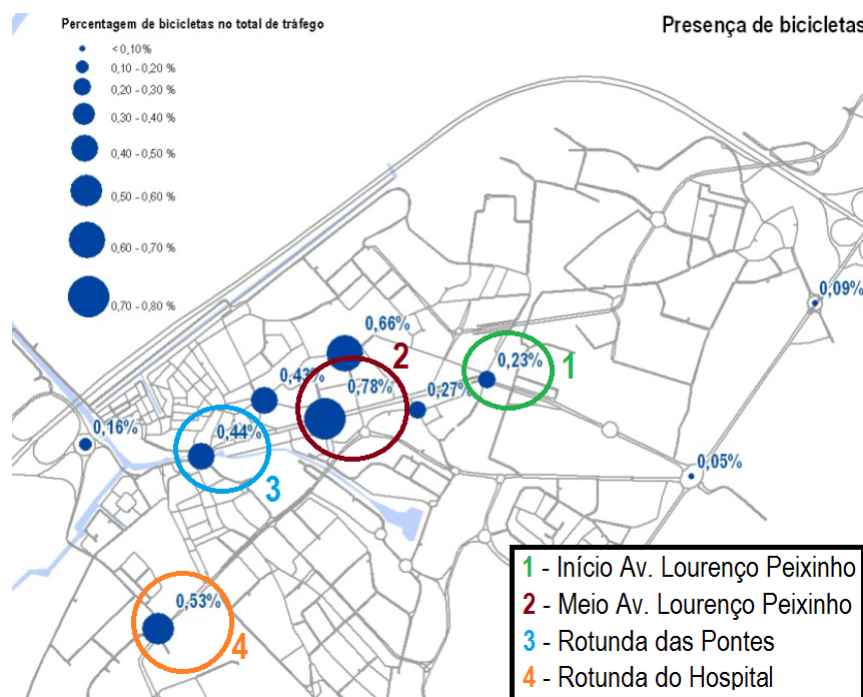 Percentagem de bicicletas no total de tráfego
Presença de bicicletas
<0,10%
0,10 - 0,20 %
0,20 - 0,30 %
0,30 - 0,40 %
0,40 - 0,50 %
0,50 - 0,60 %
0,60 - 0,70 %
0,70 - 0,80 %
0,09%
0,66%
2
0,23%
1
0,43%
0,78%
0,27%
0,16%
0,44%
0,05%
3
0,53%
4
1 - Início Av. Lourenço Peixinho
2 - Meio Av. Lourenço Peixinho
3 - Rotunda das Pontes
4 - Rotunda do Hospital